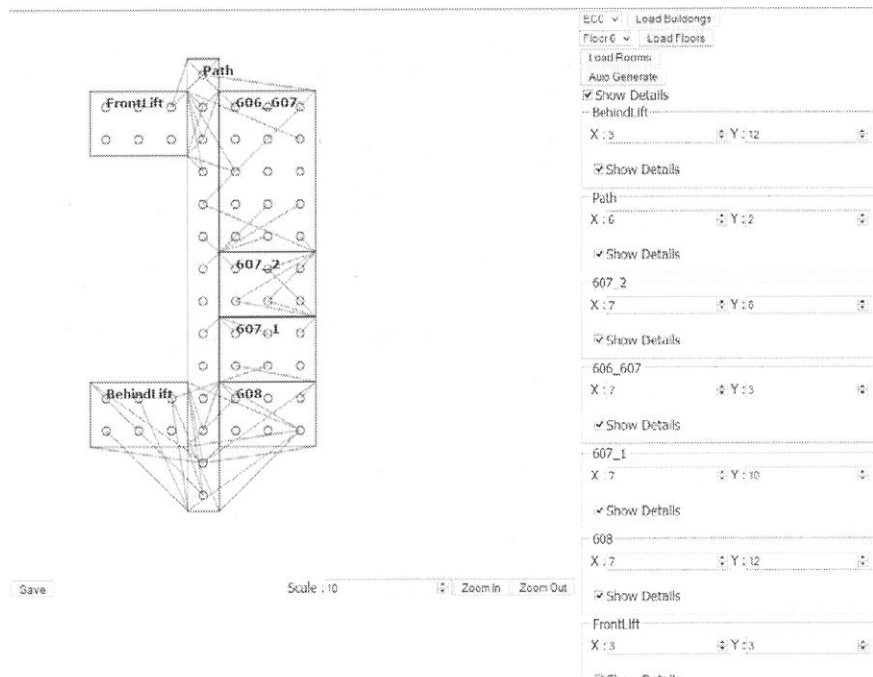 Path
FrontLift
606_607
607_2
607_1
BehindLift
608
Save
Scale : 10
Zoom In
Zoom Out
ECC
Load Buildings
Floor 6
Load Floors
Load Rooms
Auto Generate
Show Details
BehindLift
X : 3 Y : 12
Show Details
Path
X : 6 Y : 2
Show Details
607_2
X : 7 Y : 8
Show Details
606_607
X : 7 Y : 3
Show Details
607_1
X : 7 Y : 10
Show Details
608
X : 7 Y : 12
Show Details
FrontLift
X : 3 Y : 3
Show Details